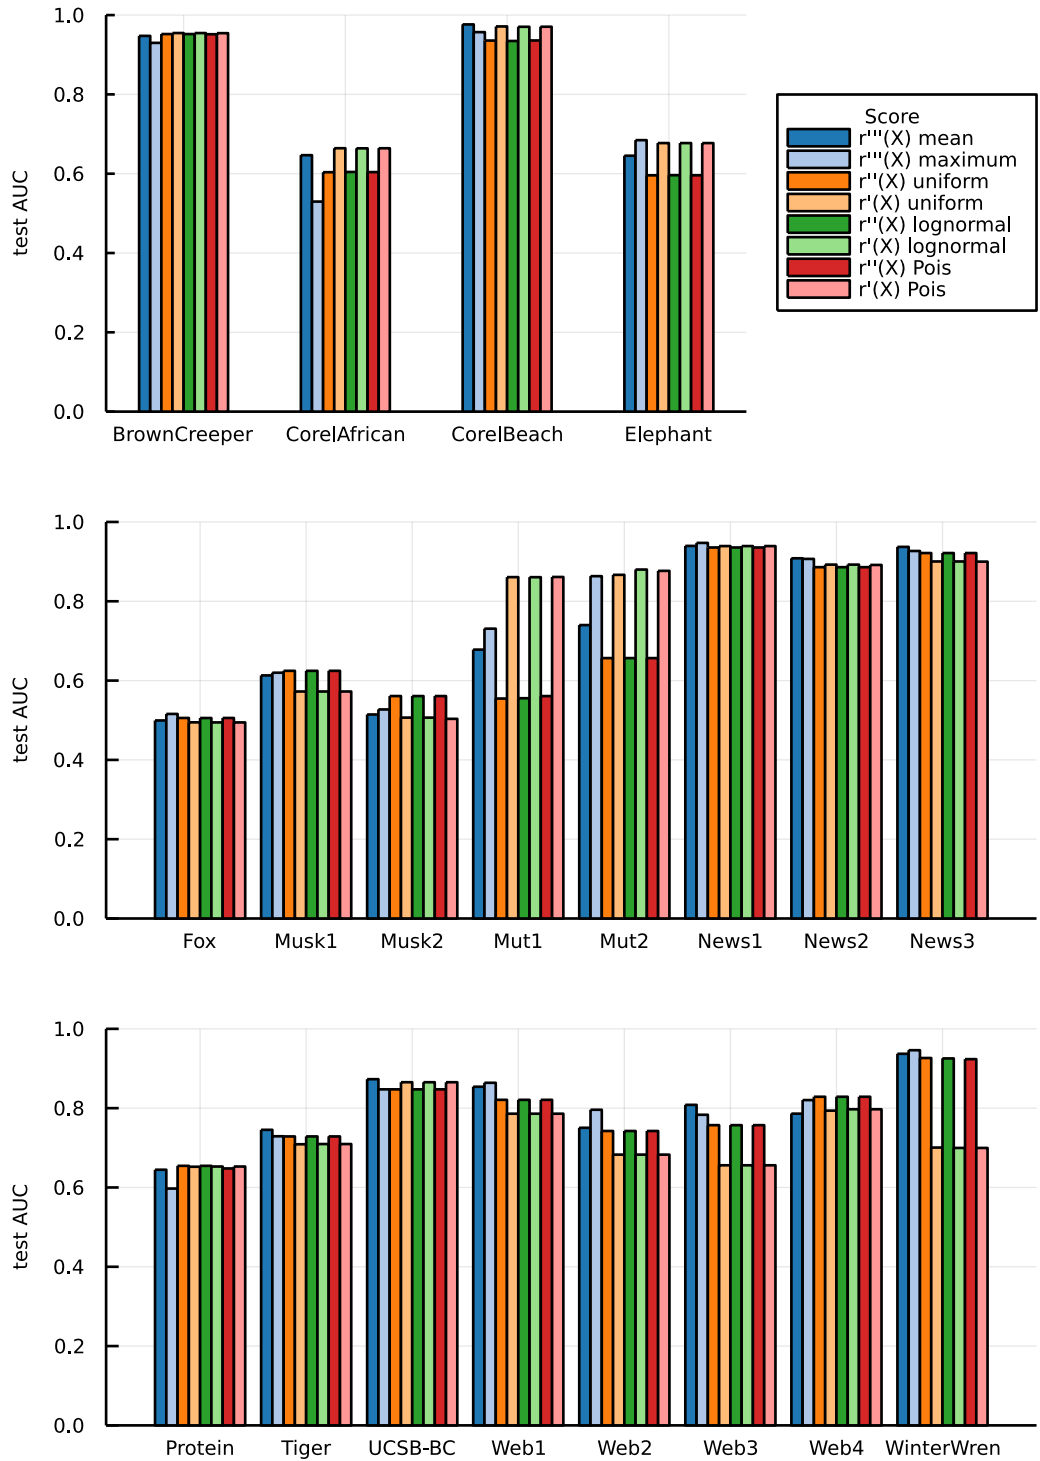 1.0
0.8
0.6
0.4
0.2
0.0
test AUC
BrownCreeper CorelAfrican CorelBeach Elephant
Score
r'''(X) mean
r'''(X) maximum
r''(X) uniform
r'(X) uniform
r''(X) lognormal
r'(X) lognormal
r''(X) Pois
r'(X) Pois
1.0
0.8
0.6
0.4
0.2
0.0
test AUC
Fox Musk1 Musk2 Mut1 Mut2 News1 News2 News3
1.0
0.8
0.6
0.4
0.2
0.0
test AUC
Protein Tiger UCSB-BC Web1 Web2 Web3 Web4 WinterWren